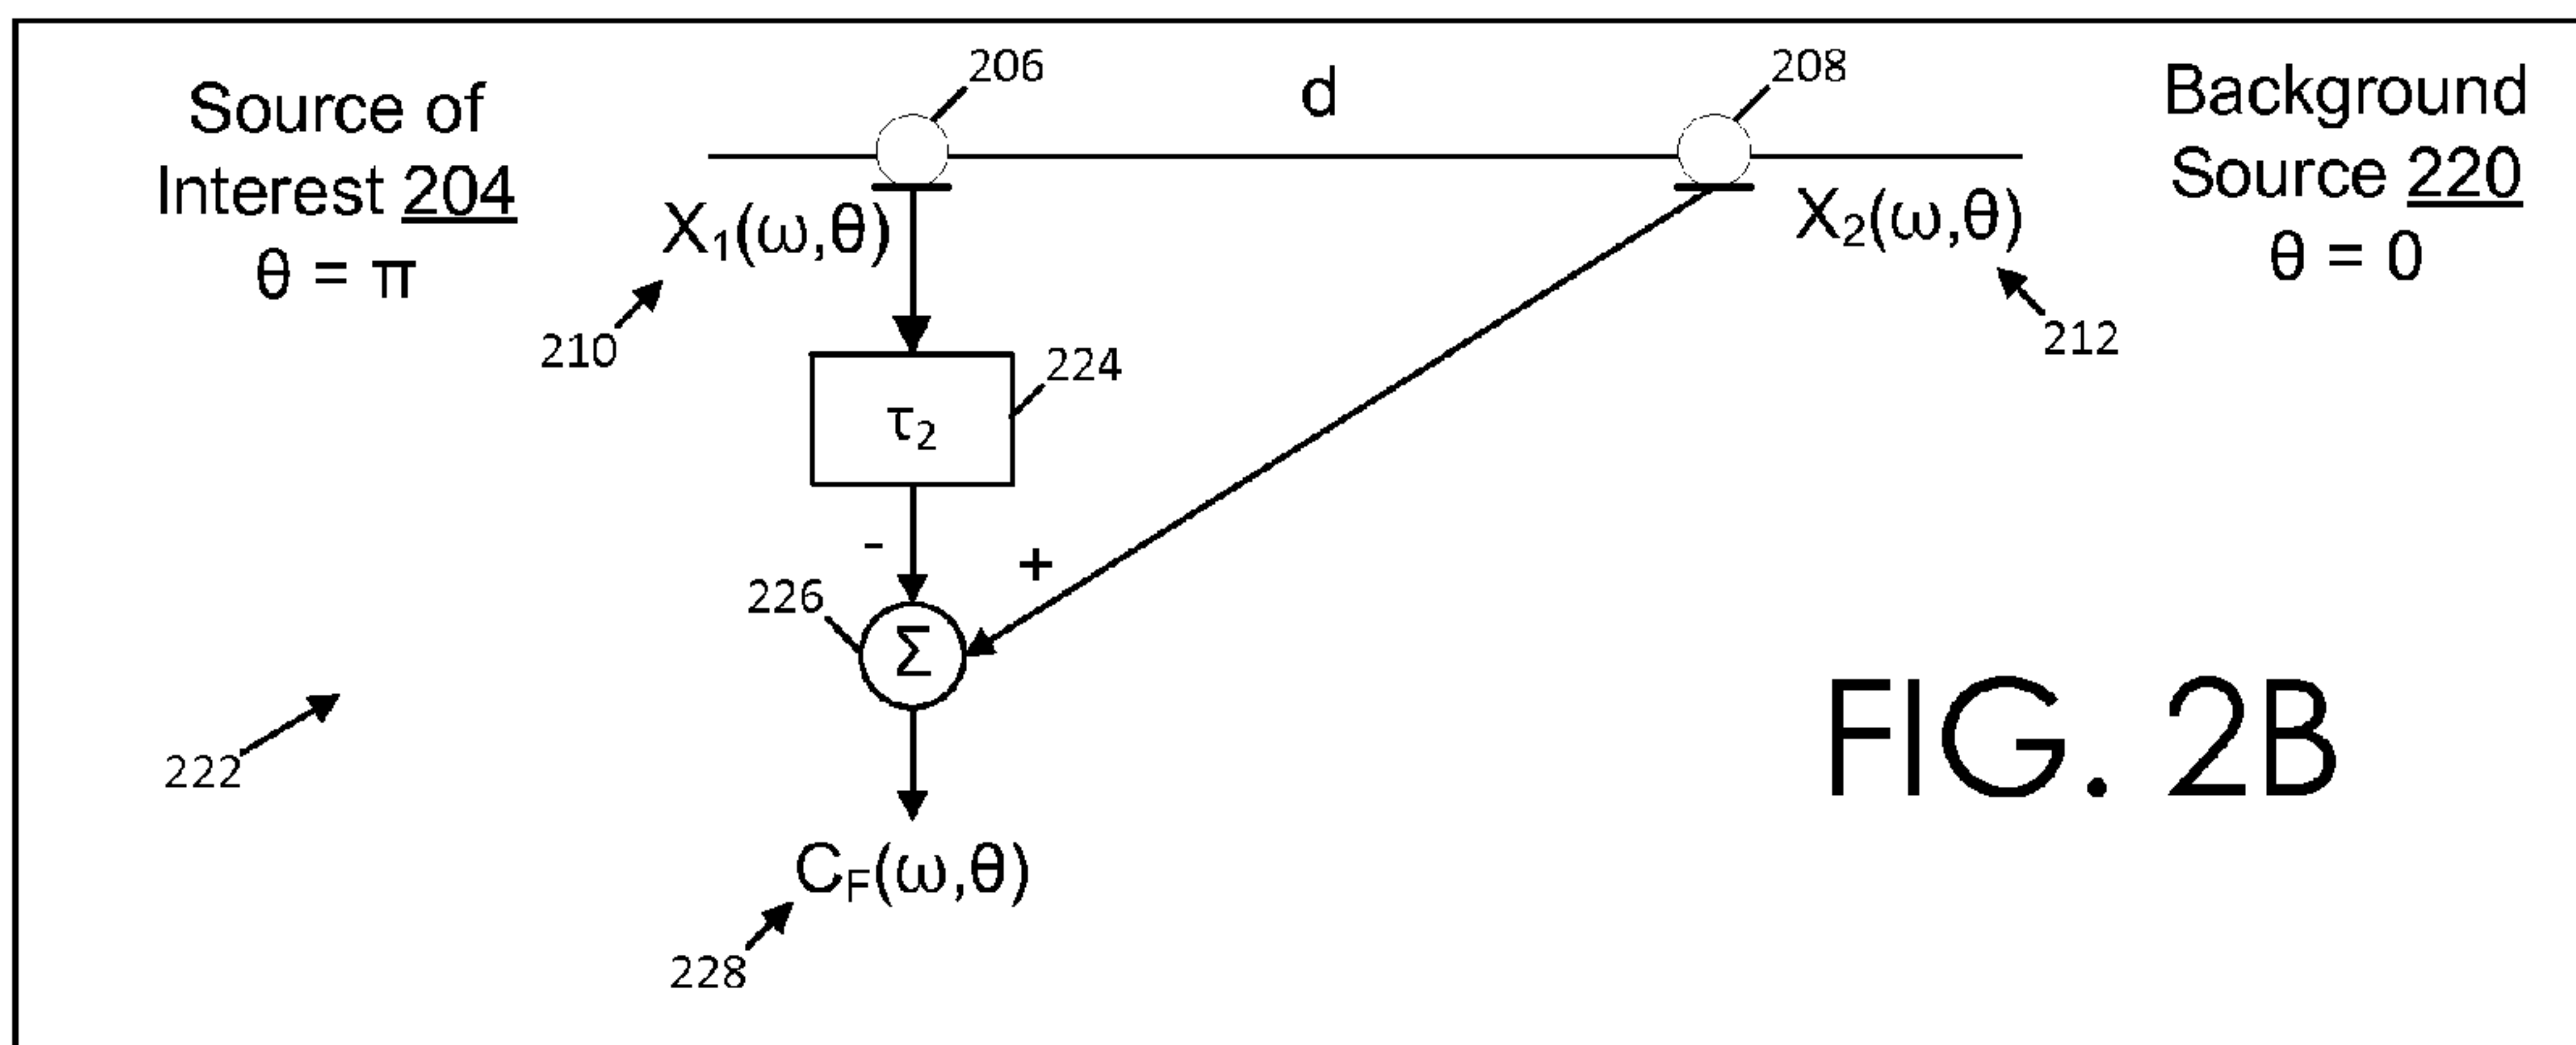 206
d
208
Source of
Interest 204
θ = π
Background
Source 220
θ = 0
X₁(ω,θ)
X₂(ω,θ)
210
212
224
τ₂
-
+
226
Σ
222
C_F(ω,θ)
228
FIG. 2B